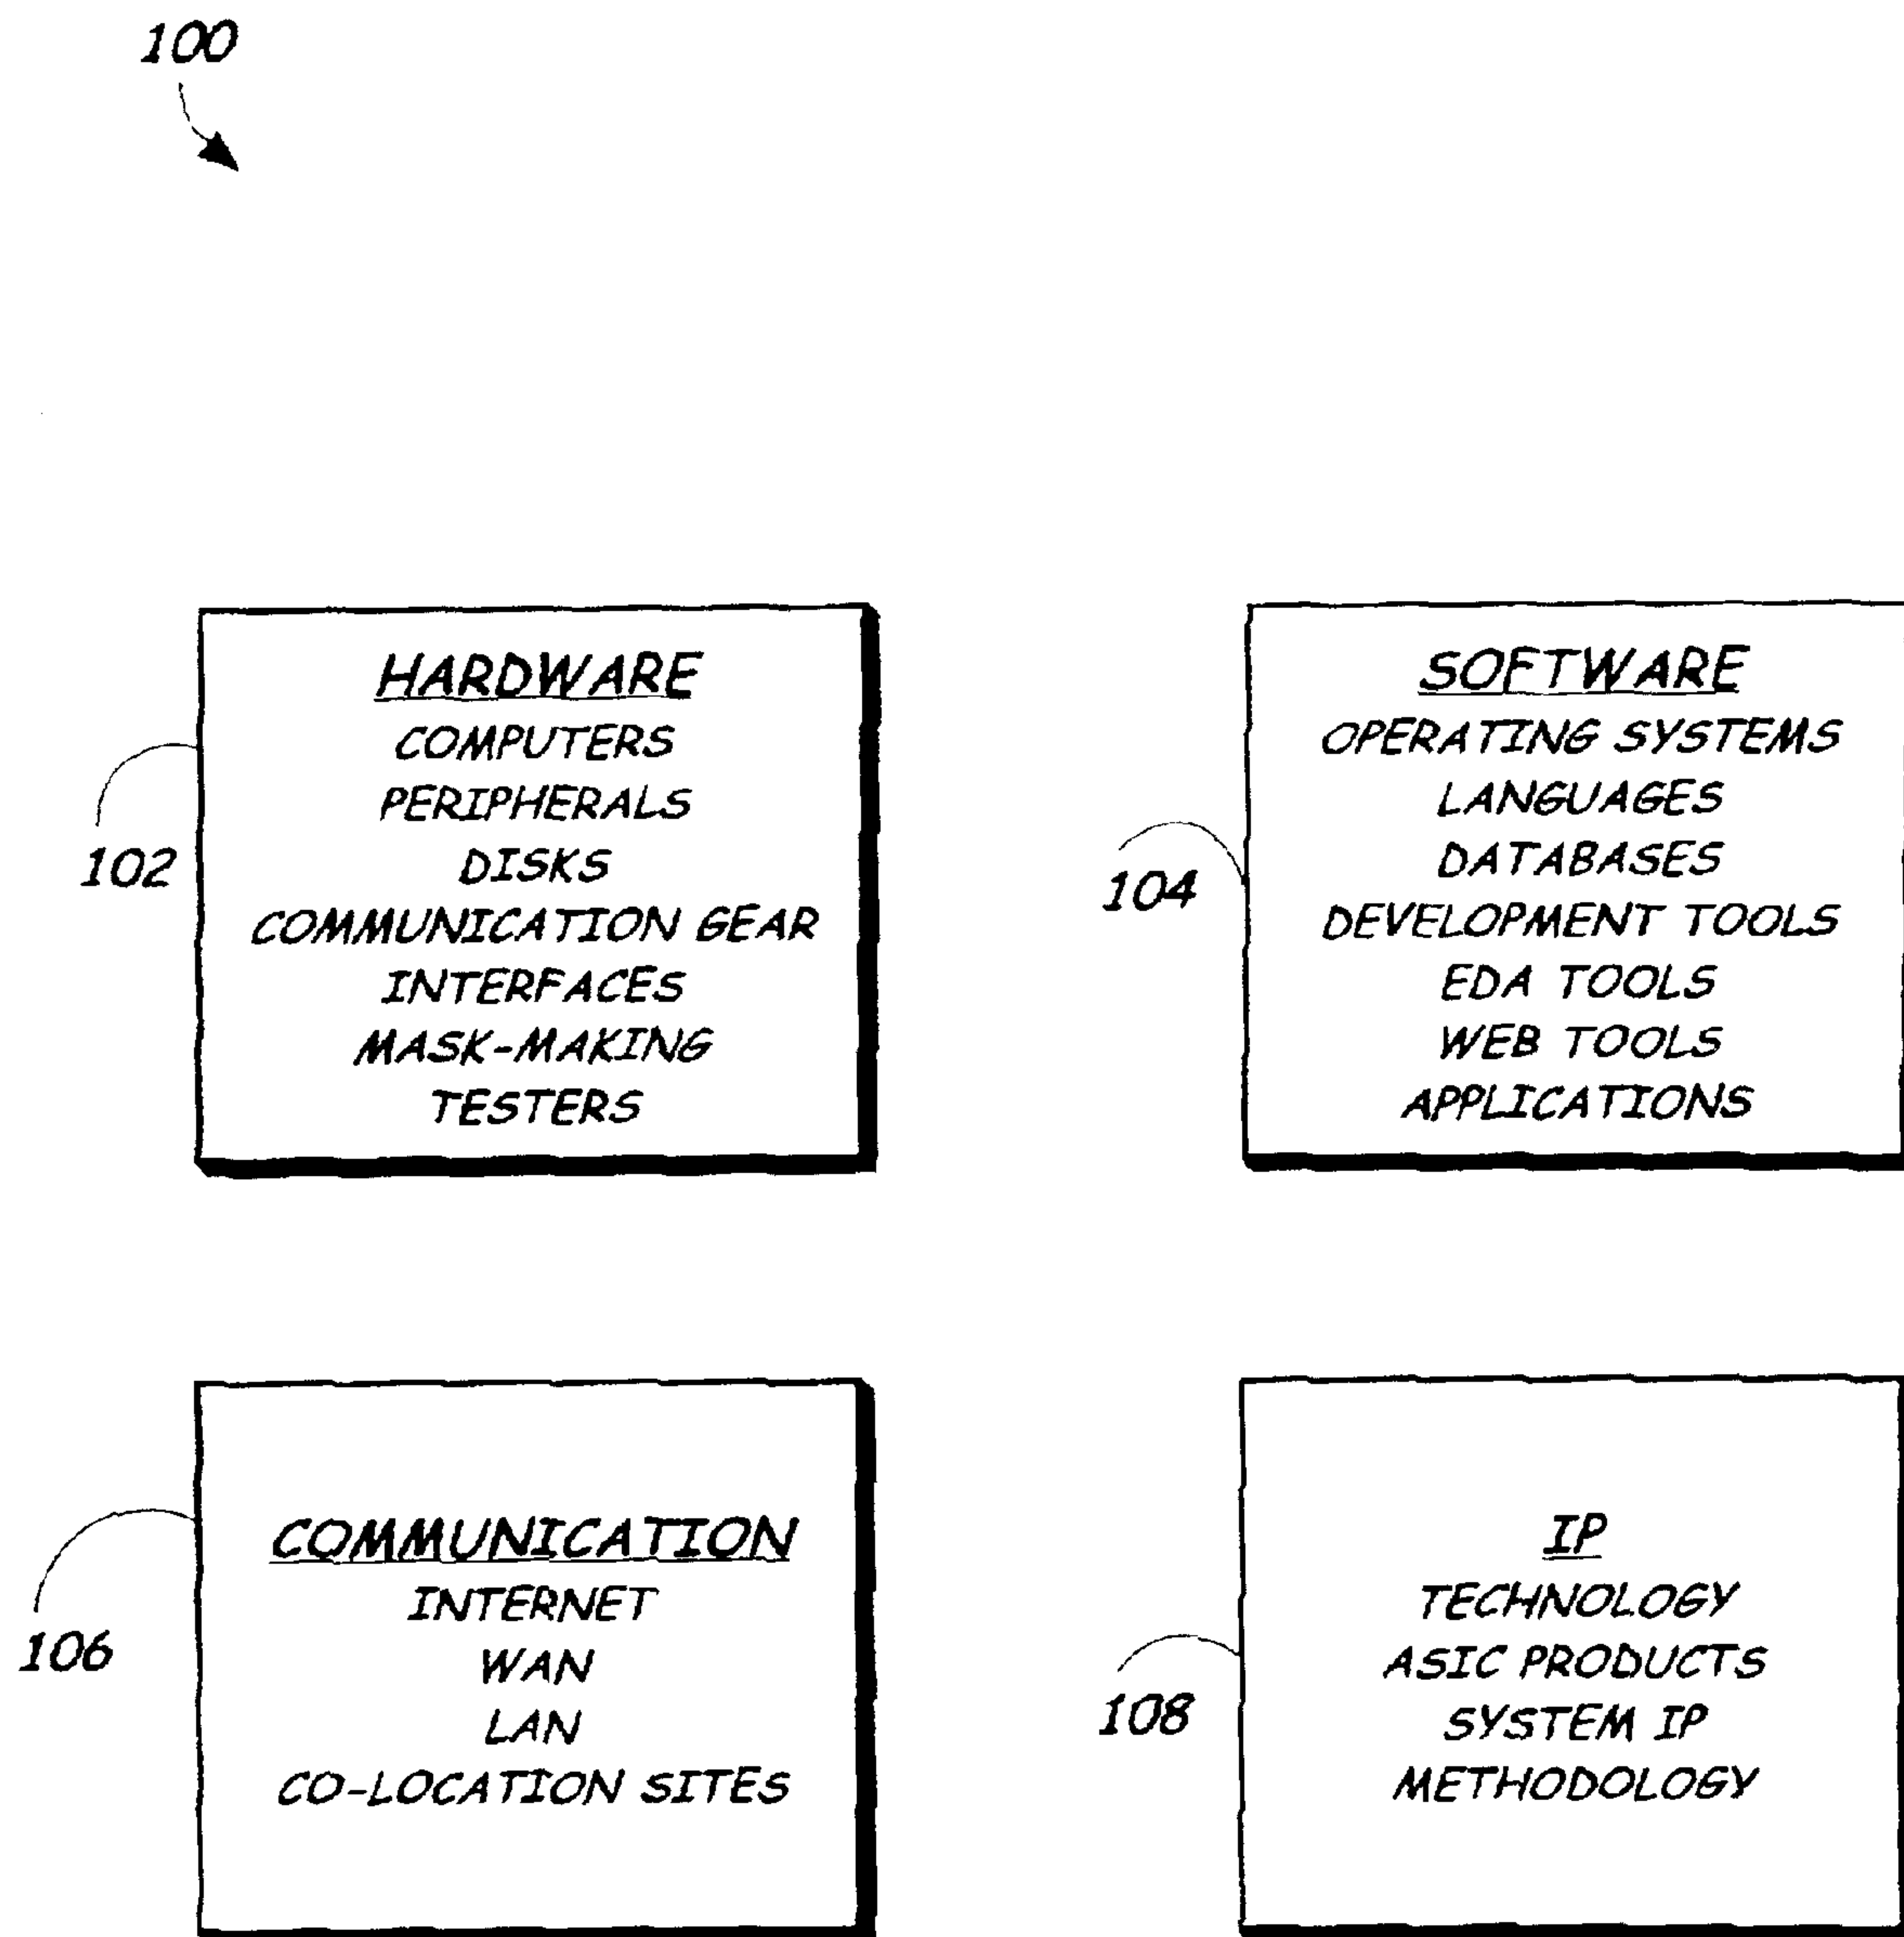 100
HARDWARE
COMPUTERS
PERIPHERALS
DISKS
COMMUNICATION GEAR
INTERFACES
MASK-MAKING
TESTERS
102
SOFTWARE
OPERATING SYSTEMS
LANGUAGES
DATABASES
DEVELOPMENT TOOLS
EDA TOOLS
WEB TOOLS
APPLICATIONS
104
COMMUNICATION
INTERNET
WAN
LAN
CO-LOCATION SITES
106
IP
TECHNOLOGY
ASIC PRODUCTS
SYSTEM IP
METHODOLOGY
108